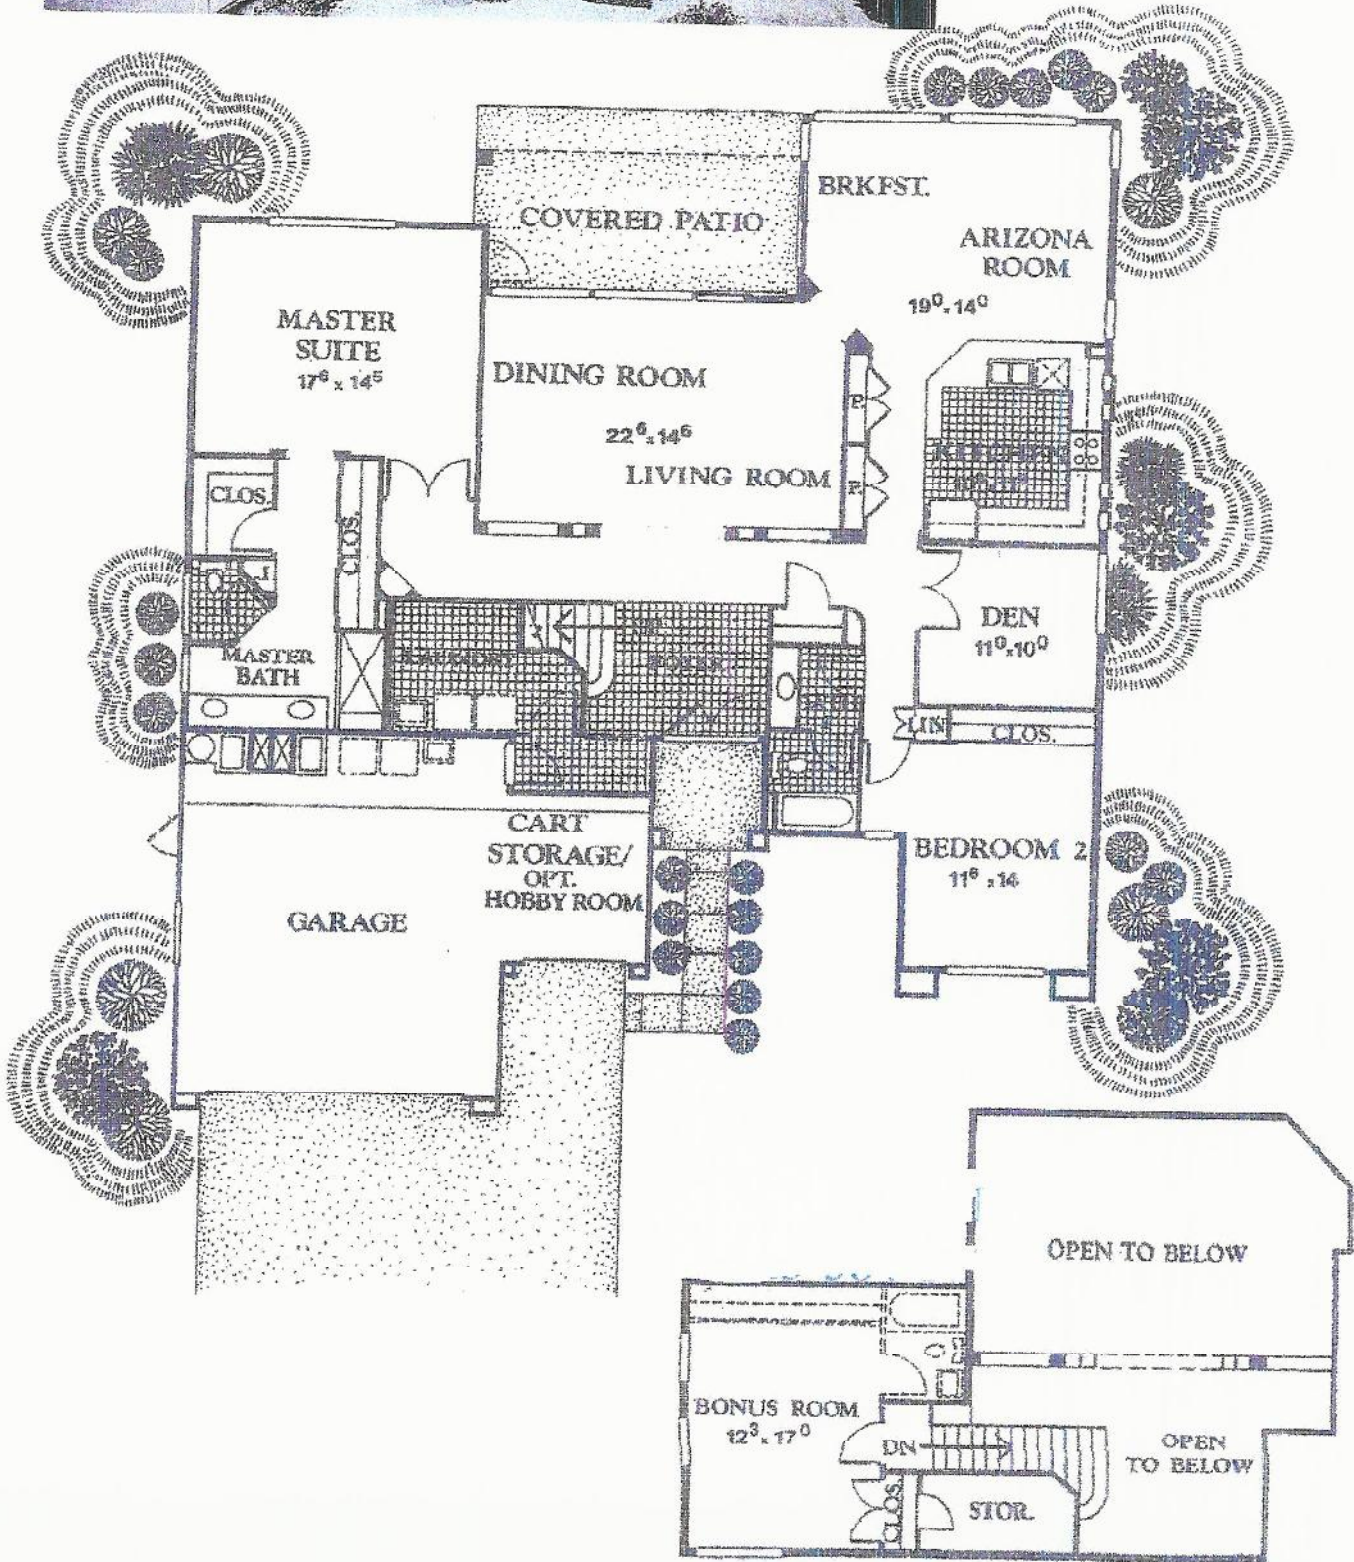 BRKFST.
COVERED PATIO
ARIZONA
ROOM
19⁰ x 14⁰
MASTER
SUITE
17⁶ x 14⁵
DINING ROOM
22⁶ x 14⁶
LIVING ROOM
P.
P.
KITCHEN
CLOS.
CLOS.
DEN
11⁰ x 10⁰
MASTER
BATH
FOYER
LIN
CLOS.
CART
STORAGE/
OPT.
HOBBY ROOM
GARAGE
BEDROOM 2
11⁶ x 14
OPEN TO BELOW
BONUS ROOM
12³ x 17⁰
DN
OPEN
TO BELOW
CLOS.
STOR.